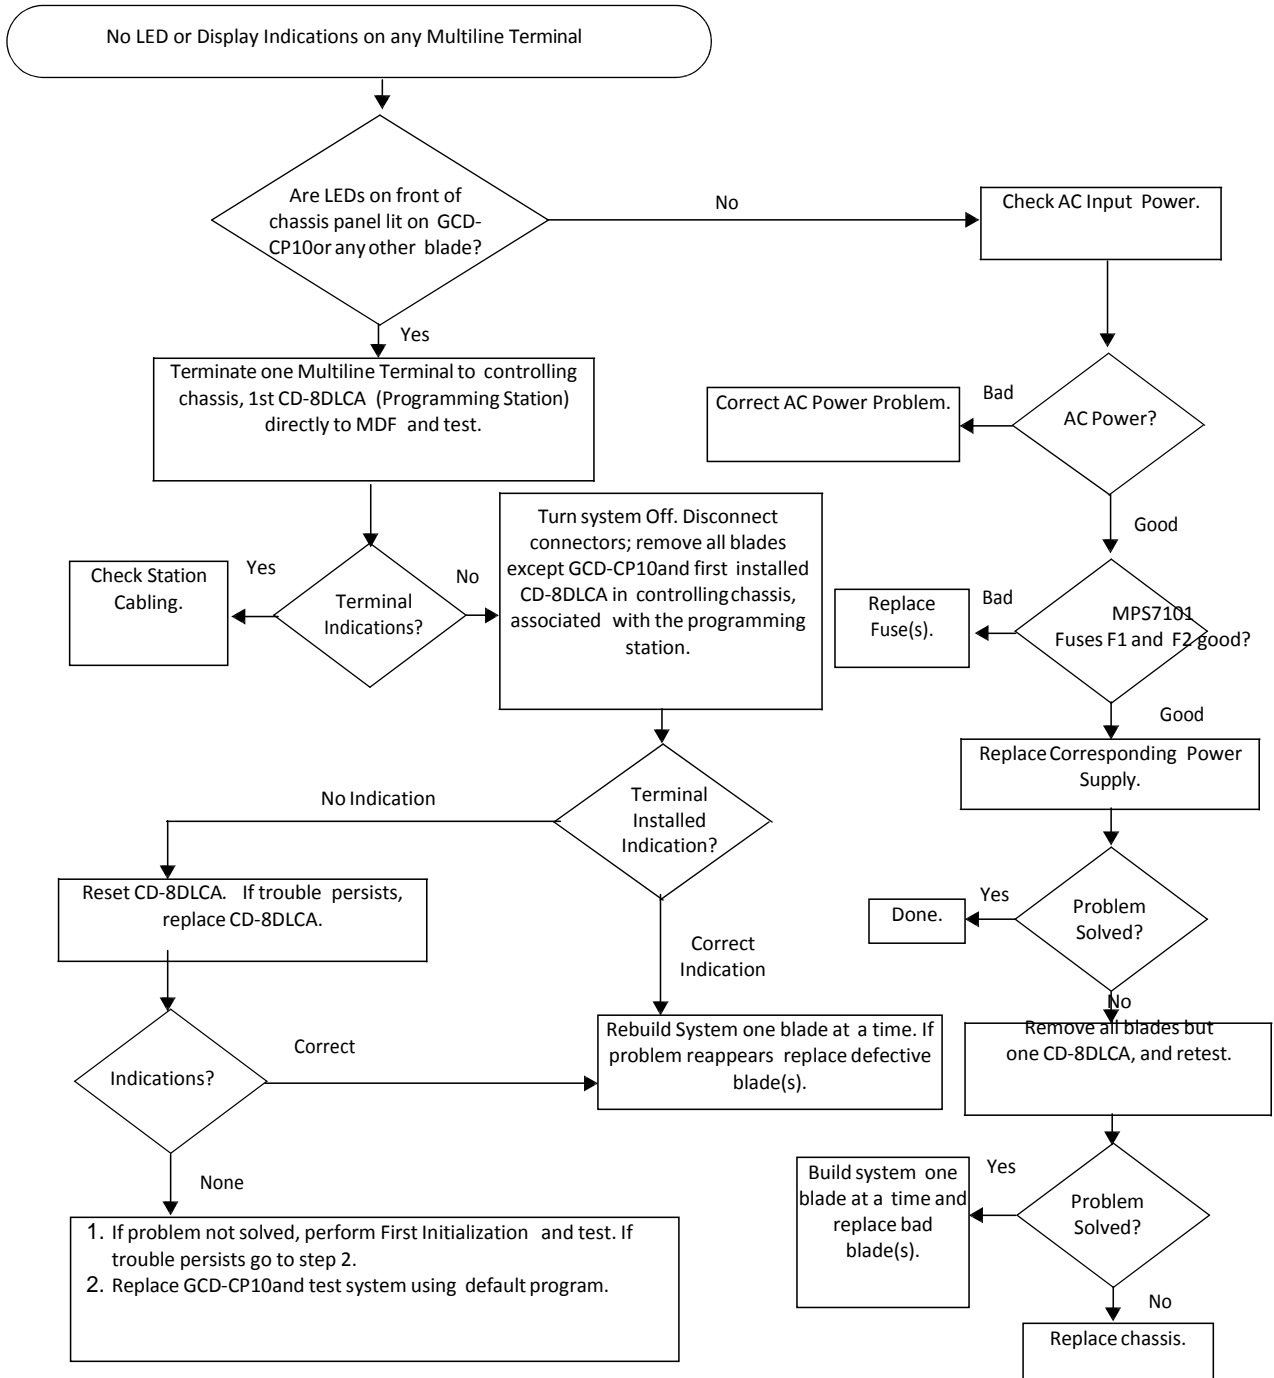 No LED or Display Indications on any Multiline Terminal
Are LEDs on front of
chassis panel lit on GCD-
CP10or any other blade?
No
Check AC Input Power.
Yes
Terminate one Multiline Terminal to controlling
chassis, 1st CD-8DLCA (Programming Station)
directly to MDF and test.
Correct AC Power Problem.
Bad
AC Power?
Good
Turn system Off. Disconnect
connectors; remove all blades
except GCD-CP10and first installed
CD-8DLCA in controlling chassis,
associated with the programming
station.
Check Station
Cabling.
Yes
Terminal
Indications?
No
Replace
Fuse(s).
Bad
MPS7101
Fuses F1 and F2 good?
Good
Replace Corresponding Power
Supply.
No Indication
Terminal
Installed
Indication?
Reset CD-8DLCA. If trouble persists,
replace CD-8DLCA.
Correct
Indication
Done.
Yes
Problem
Solved?
No
Remove all blades but
one CD-8DLCA, and retest.
Indications?
Correct
Rebuild System one blade at a time. If
problem reappears replace defective
blade(s).
None
Build system one
blade at a time and
replace bad
blade(s).
Yes
Problem
Solved?
1. If problem not solved, perform First Initialization and test. If
trouble persists go to step 2.
2. Replace GCD-CP10and test system using default program.
No
Replace chassis.